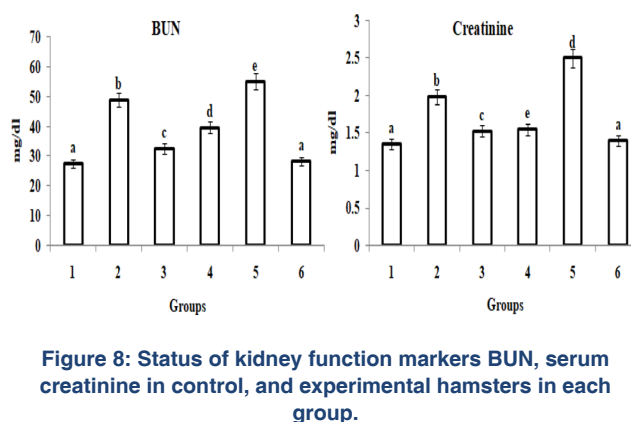 BUN
70
60
50
40
30
20
10
0
mg/dl
a
b
c
d
e
a
1 2 3 4 5 6
Groups
Creatinine
3
2.5
2
1.5
1
0.5
0
mg/dl
a
b
c
e
d
a
1 2 3 4 5 6
Groups
Figure 8: Status of kidney function markers BUN, serum
creatinine in control, and experimental hamsters in each
group.